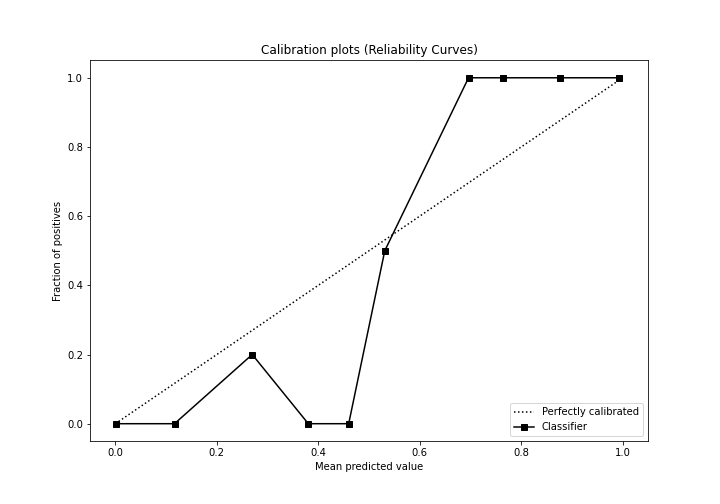 Calibration plots (Reliability Curves)
1.0
0.8
0.6
0.4
0.2
0.0
Fraction of positives
0.0 0.2 0.4 0.6 0.8 1.0
Mean predicted value
Perfectly calibrated
Classifier